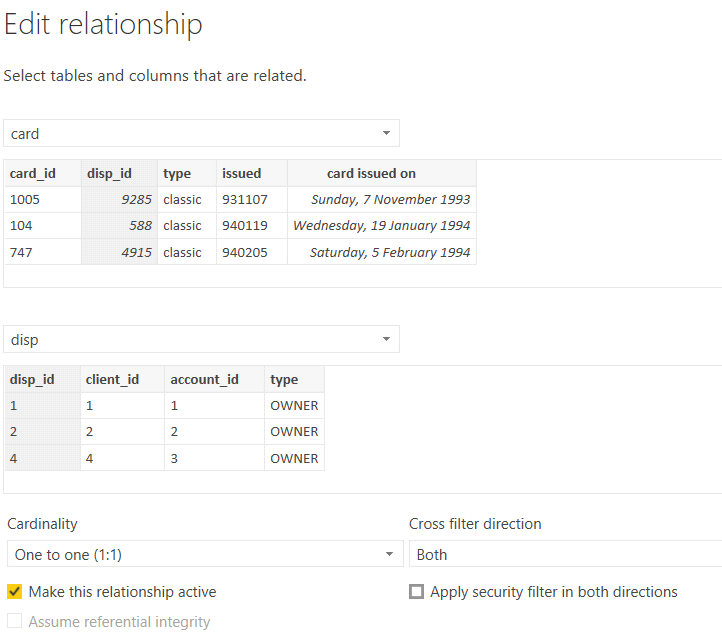 Edit relationship
Select tables and columns that are related.
card
card_id disp_id type issued card issued on
1005 9285 classic 931107 Sunday, 7 November 1993
104 588 classic 940119 Wednesday, 19 January 1994
747 4915 classic 940205 Saturday, 5 February 1994
disp
disp_id client_id account_id type
1 1 1 OWNER
2 2 2 OWNER
4 4 3 OWNER
Cardinality Cross filter direction
One to one (1:1) Both
Make this relationship active Apply security filter in both directions
Assume referential integrity